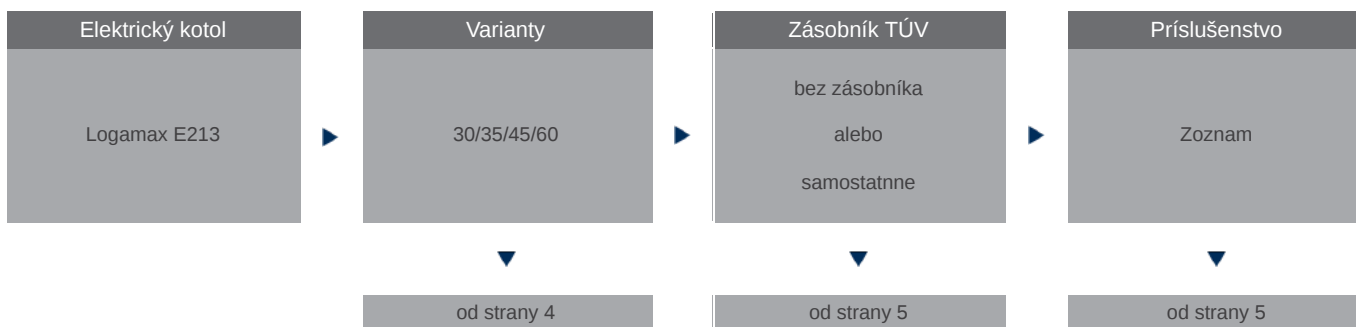 Elektrický kotol
Logamax E213
Varianty
30/35/45/60
od strany 4
Zásobník TÚV
bez zásobníka
alebo
samostatnne
od strany 5
Príslušenstvo
Zoznam
od strany 5